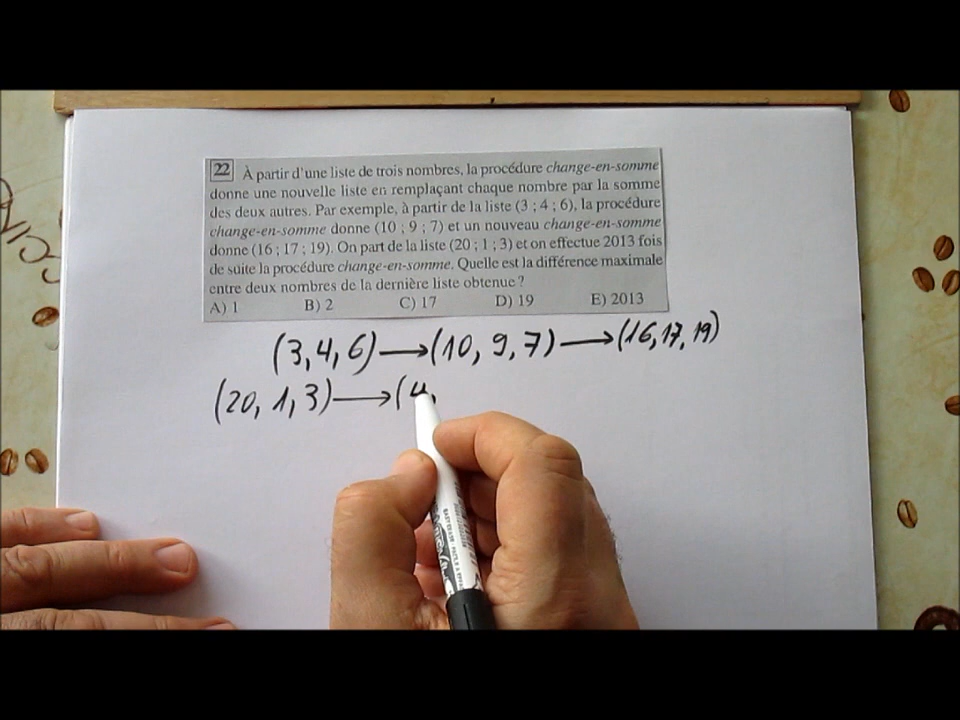 22 À partir d'une liste de trois nombres, la procédure change-en-somme
donne une nouvelle liste en remplaçant chaque nombre par la somme
des deux autres. Par exemple, à partir de la liste (3 ; 4 ; 6), la procédure
change-en-somme donne (10 ; 9 ; 7) et un nouveau change-en-somme
donne (16 ; 17 ; 19). On part de la liste (20 ; 1 ; 3) et on effectue 2013 fois
de suite la procédure change-en-somme. Quelle est la différence maximale
entre deux nombres de la dernière liste obtenue ?
A) 1 B) 2 C) 17 D) 19 E) 2013
(3, 4, 6) → (10, 9, 7) → (16, 17, 19)
(20, 1, 3) → (4,